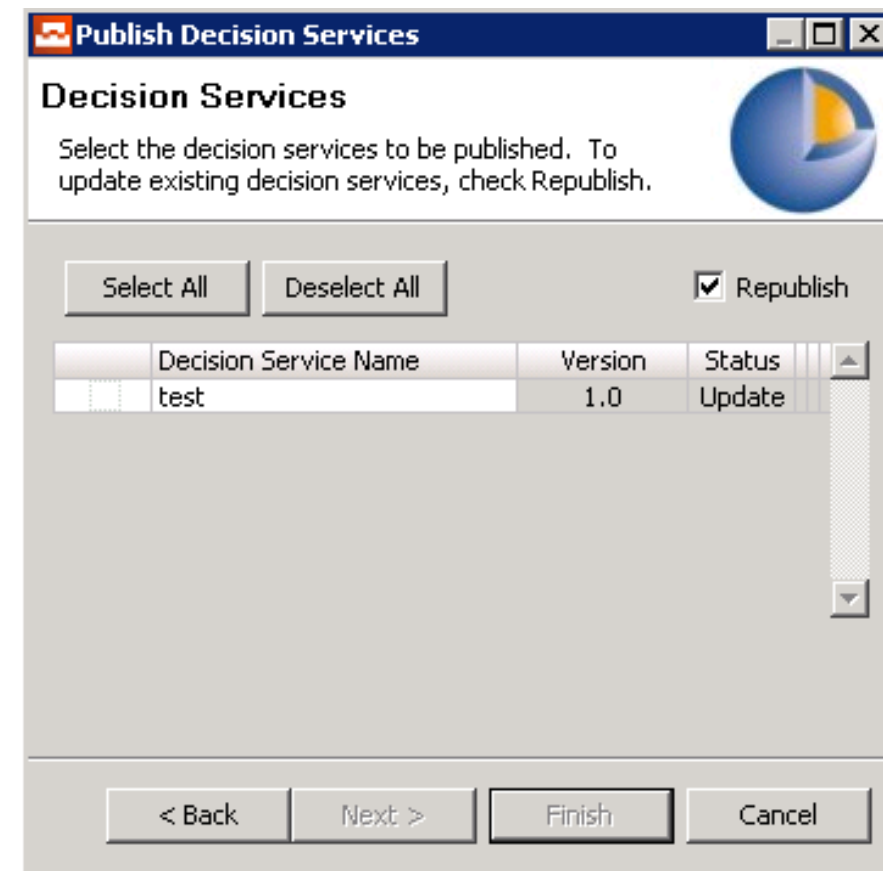 Publish Decision Services
Decision Services
Select the decision services to be published. To
update existing decision services, check Republish.
Select All Deselect All Republish
Decision Service Name Version Status
test 1.0 Update
< Back Next > Finish Cancel